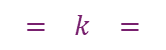 = k =